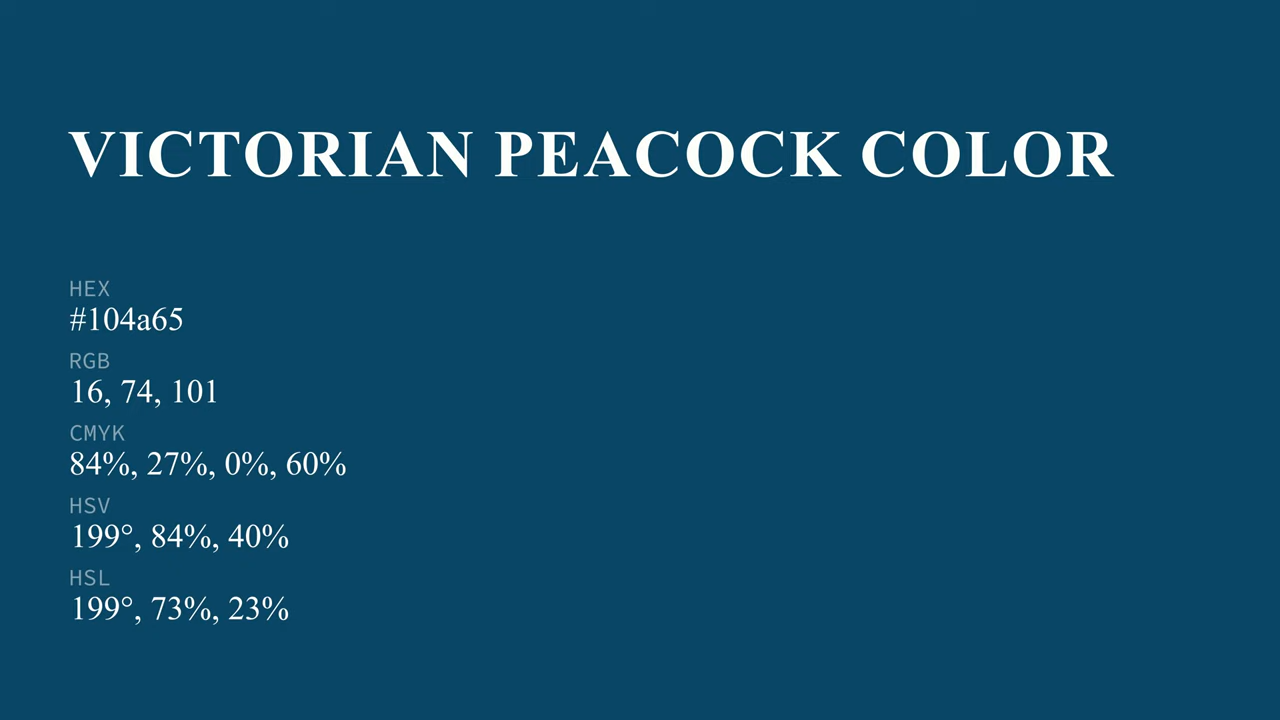 VICTORIAN PEACOCK COLOR
HEX
#104a65
RGB
16, 74, 101
CMYK
84%, 27%, 0%, 60%
HSV
199°, 84%, 40%
HSL
199°, 73%, 23%